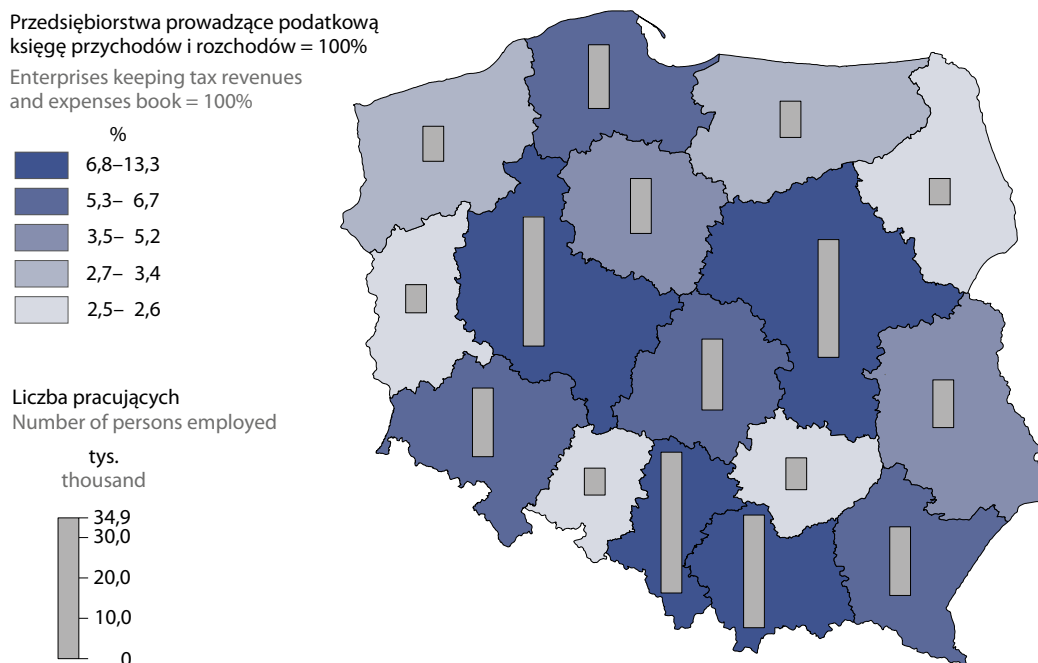 Przedsiębiorstwa prowadzące podatkową
księgę przychodów i rozchodów = 100%
Enterprises keeping tax revenues
and expenses book = 100%
%
6,8–13,3
5,3– 6,7
3,5– 5,2
2,7– 3,4
2,5– 2,6
Liczba pracujących
Number of persons employed
tys.
thousand
34,9
30,0
20,0
10,0
0